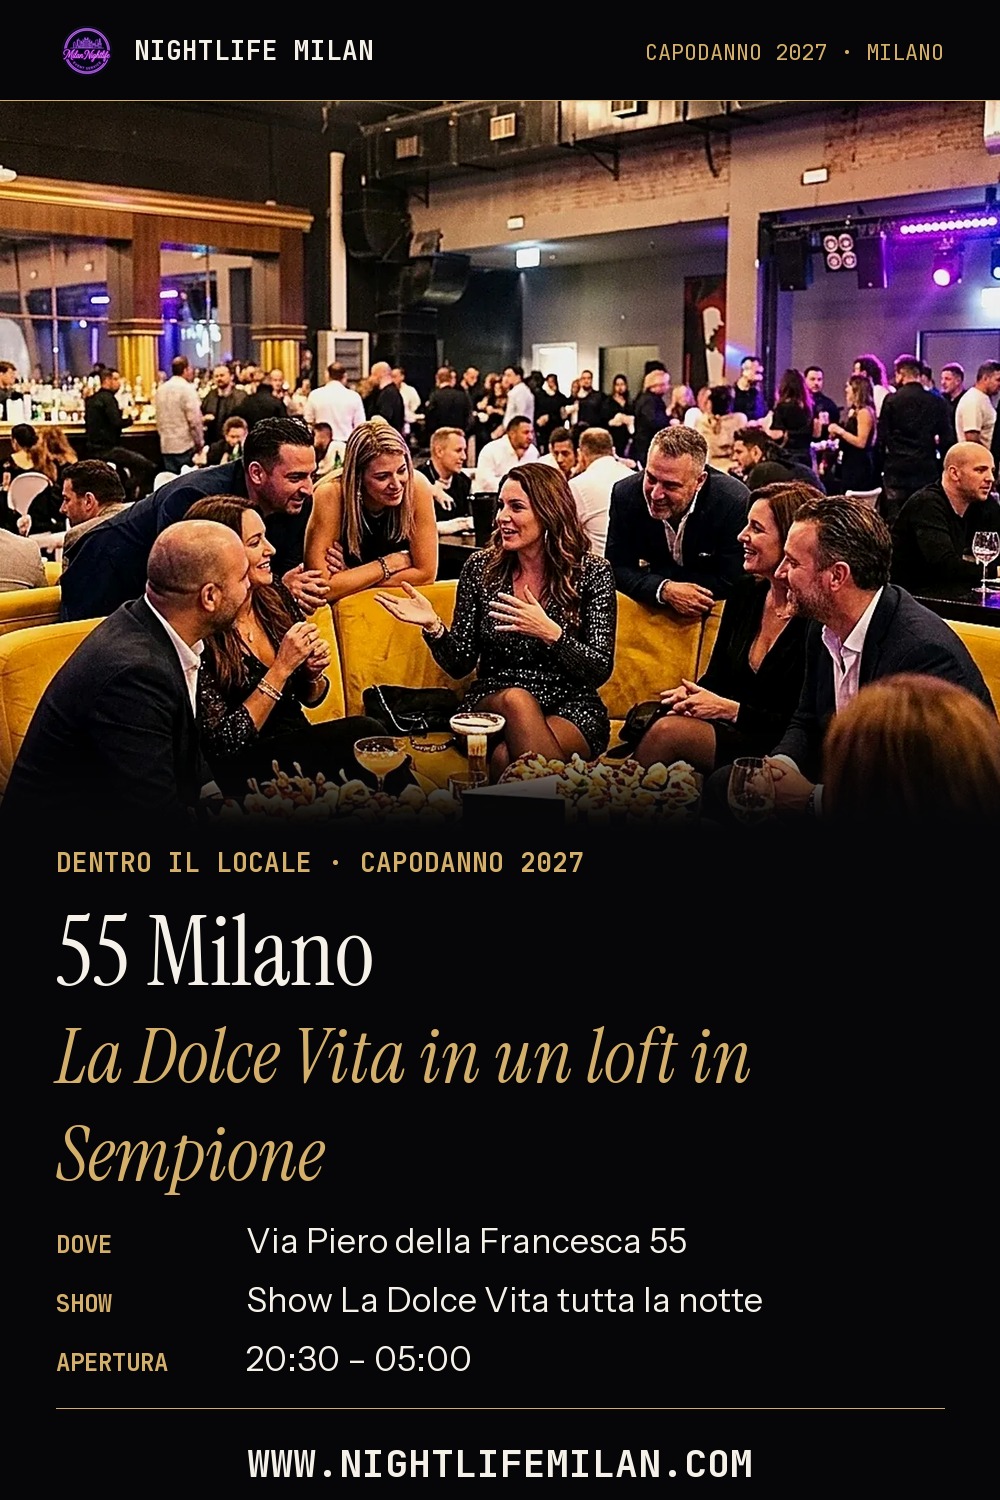 Milan Nightlife
NIGHTLIFE MILAN
CAPODANNO 2027 · MILANO
DENTRO IL LOCALE · CAPODANNO 2027
55 Milano
La Dolce Vita in un loft in
Sempione
DOVE Via Piero della Francesca 55
SHOW Show La Dolce Vita tutta la notte
APERTURA 20:30 – 05:00
WWW.NIGHTLIFEMILAN.COM